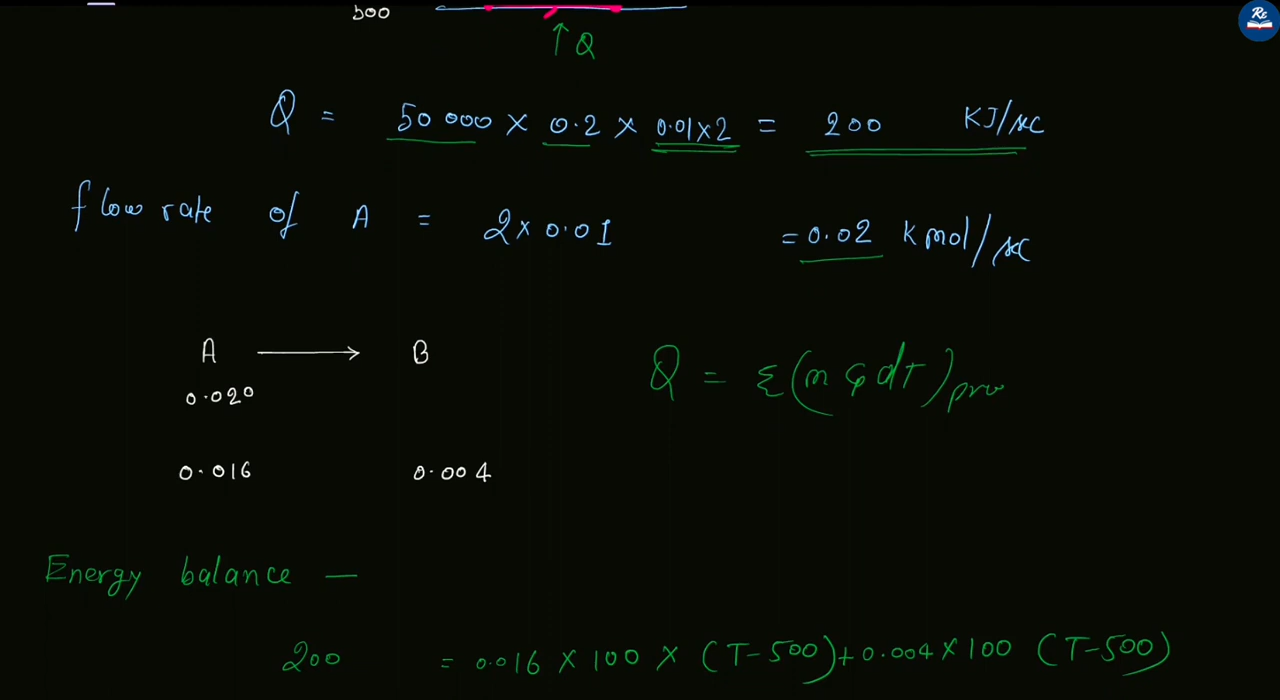 500
↑ Q
Q = 50 000 × 0.2 × 0.01×2 = 200 KJ/sec
flow rate of A = 2 × 0.01 = 0.02 Kmol/sec
A → B
0.020
Q = Σ(m Cp dT)pro
0.016 0.004
Energy balance —
200 = 0.016 × 100 × (T-500) + 0.004 × 100 (T-500)
Re